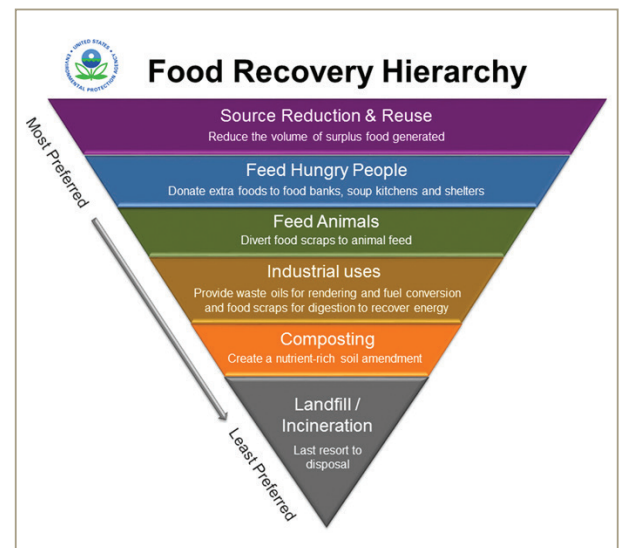 UNITED STATES
ENVIRONMENTAL PROTECTION AGENCY
Food Recovery Hierarchy
Most Preferred
Source Reduction & Reuse
Reduce the volume of surplus food generated
Feed Hungry People
Donate extra foods to food banks, soup kitchens and shelters
Feed Animals
Divert food scraps to animal feed
Industrial uses
Provide waste oils for rendering and fuel conversion
and food scraps for digestion to recover energy
Composting
Create a nutrient-rich soil amendment
Landfill /
Incineration
Last resort to
disposal
Least Preferred